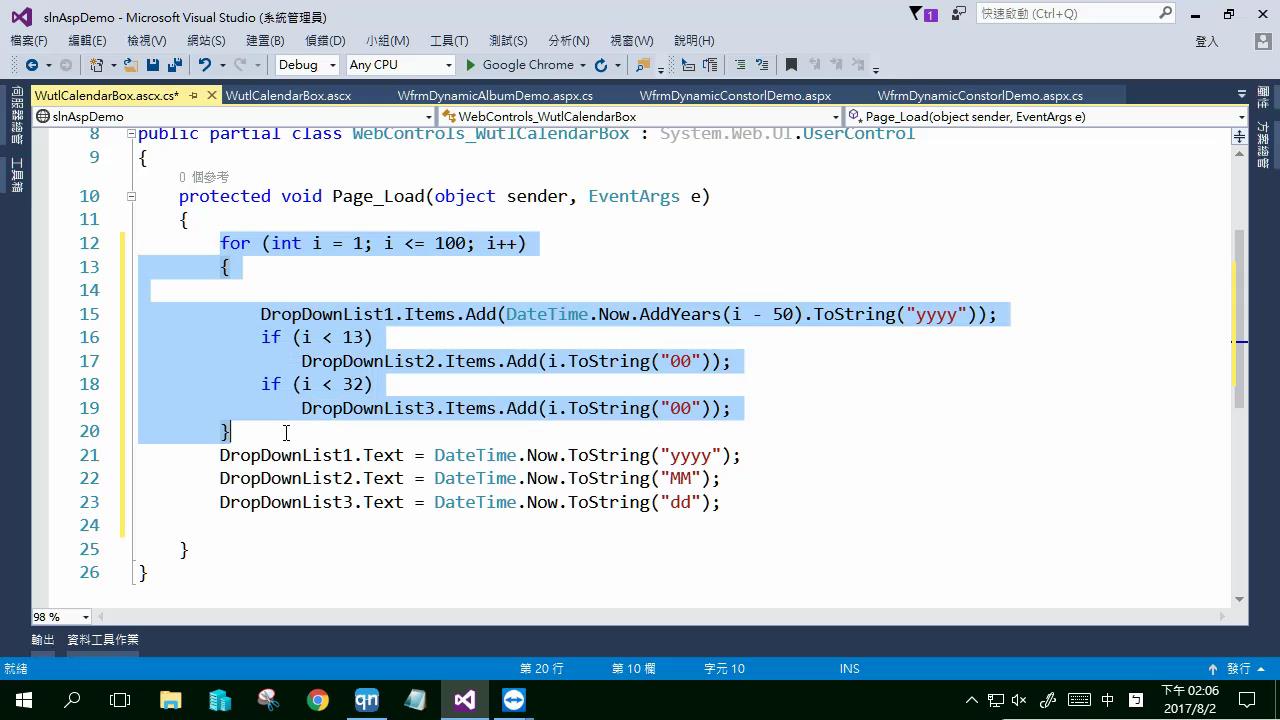 slnAspDemo - Microsoft Visual Studio (系統管理員)
1
快速啟動 (Ctrl+Q)
檔案(F) 編輯(E) 檢視(V) 網站(S) 建置(B) 偵錯(D) 小組(M) 工具(T) 測試(S) 分析(N) 視窗(W) 說明(H) 登入
Debug Any CPU Google Chrome
WutlCalendarBox.ascx.cs* WutlCalendarBox.ascx WfrmDynamicAlbumDemo.aspx.cs WfrmDynamicConstorlDemo.aspx WfrmDynamicConstorlDemo.aspx.cs
slnAspDemo WebControls_WutlCalendarBox Page_Load(object sender, EventArgs e)
伺服器總管
工具箱
屬性
方案總管
8 public partial class WebControls_WutlCalendarBox : System.Web.UI.UserControl
9 {
0 個參考
10 protected void Page_Load(object sender, EventArgs e)
11 {
12 for (int i = 1; i <= 100; i++)
13 {
14
15 DropDownList1.Items.Add(DateTime.Now.AddYears(i - 50).ToString("yyyy"));
16 if (i < 13)
17 DropDownList2.Items.Add(i.ToString("00"));
18 if (i < 32)
19 DropDownList3.Items.Add(i.ToString("00"));
20 }
21 DropDownList1.Text = DateTime.Now.ToString("yyyy");
22 DropDownList2.Text = DateTime.Now.ToString("MM");
23 DropDownList3.Text = DateTime.Now.ToString("dd");
24
25 }
26 }
98 %
輸出 資料工具作業
就緒 第 20 行 第 10 欄 字元 10 INS 發行
qn 中 下午 02:06
2017/8/2